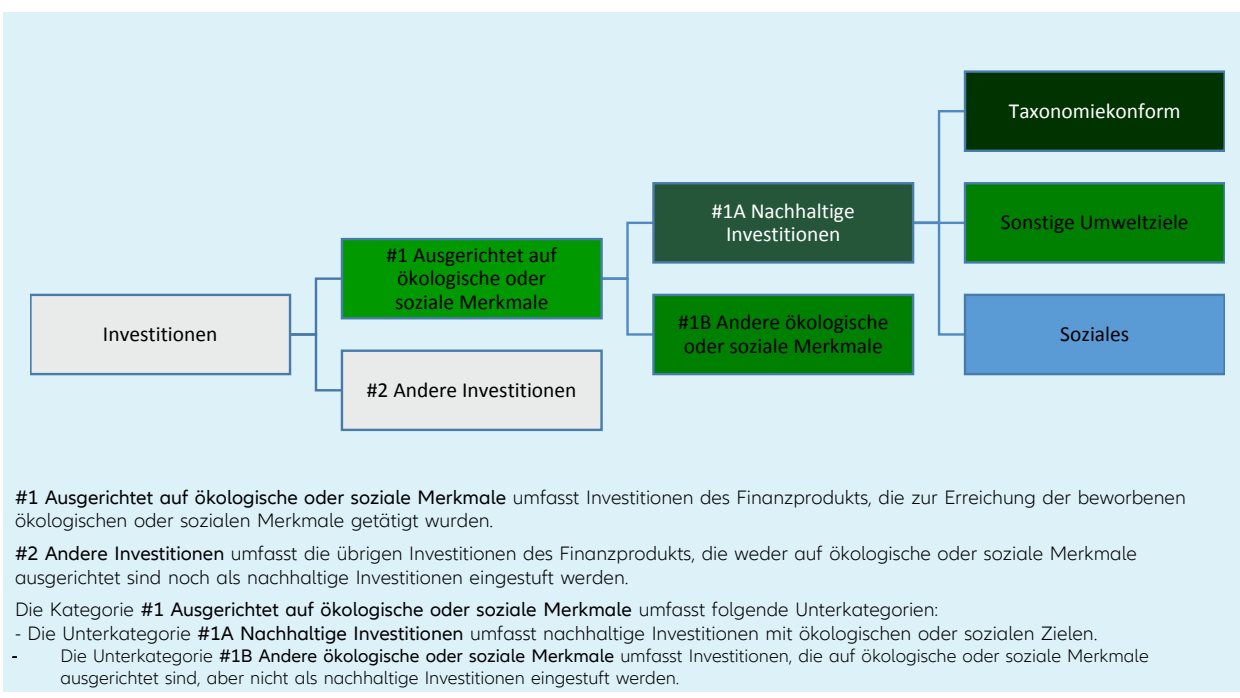 Taxonomiekonform
#1A Nachhaltige
Investitionen
Sonstige Umweltziele
#1 Ausgerichtet auf
ökologische oder
soziale Merkmale
Investitionen
#1B Andere ökologische
oder soziale Merkmale
Soziales
#2 Andere Investitionen
#1 Ausgerichtet auf ökologische oder soziale Merkmale umfasst Investitionen des Finanzprodukts, die zur Erreichung der beworbenen
ökologischen oder sozialen Merkmale getätigt wurden.
#2 Andere Investitionen umfasst die übrigen Investitionen des Finanzprodukts, die weder auf ökologische oder soziale Merkmale
ausgerichtet sind noch als nachhaltige Investitionen eingestuft werden.
Die Kategorie #1 Ausgerichtet auf ökologische oder soziale Merkmale umfasst folgende Unterkategorien:
- Die Unterkategorie #1A Nachhaltige Investitionen umfasst nachhaltige Investitionen mit ökologischen oder sozialen Zielen.
- Die Unterkategorie #1B Andere ökologische oder soziale Merkmale umfasst Investitionen, die auf ökologische oder soziale Merkmale
ausgerichtet sind, aber nicht als nachhaltige Investitionen eingestuft werden.